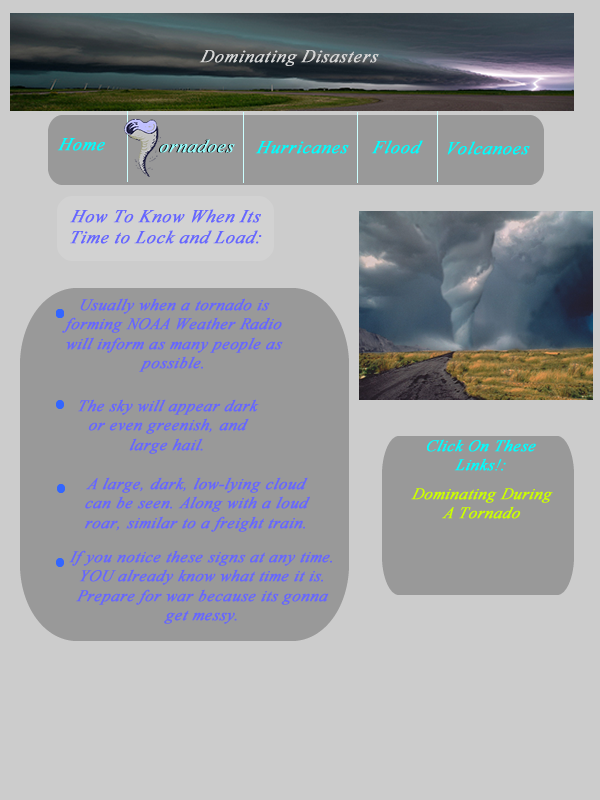 Dominating Disasters
Home
ornadoes
Hurricanes
Flood
Volcanoes
How To Know When Its
Time to Lock and Load:
Usually when a tornado is
forming NOAA Weather Radio
will inform as many people as
possible.
The sky will appear dark
or even greenish, and
large hail.
A large, dark, low-lying cloud
can be seen. Along with a loud
roar, similar to a freight train.
If you notice these signs at any time.
YOU already know what time it is.
Prepare for war because its gonna
get messy.
Click On These
Links!:
Dominating During
A Tornado